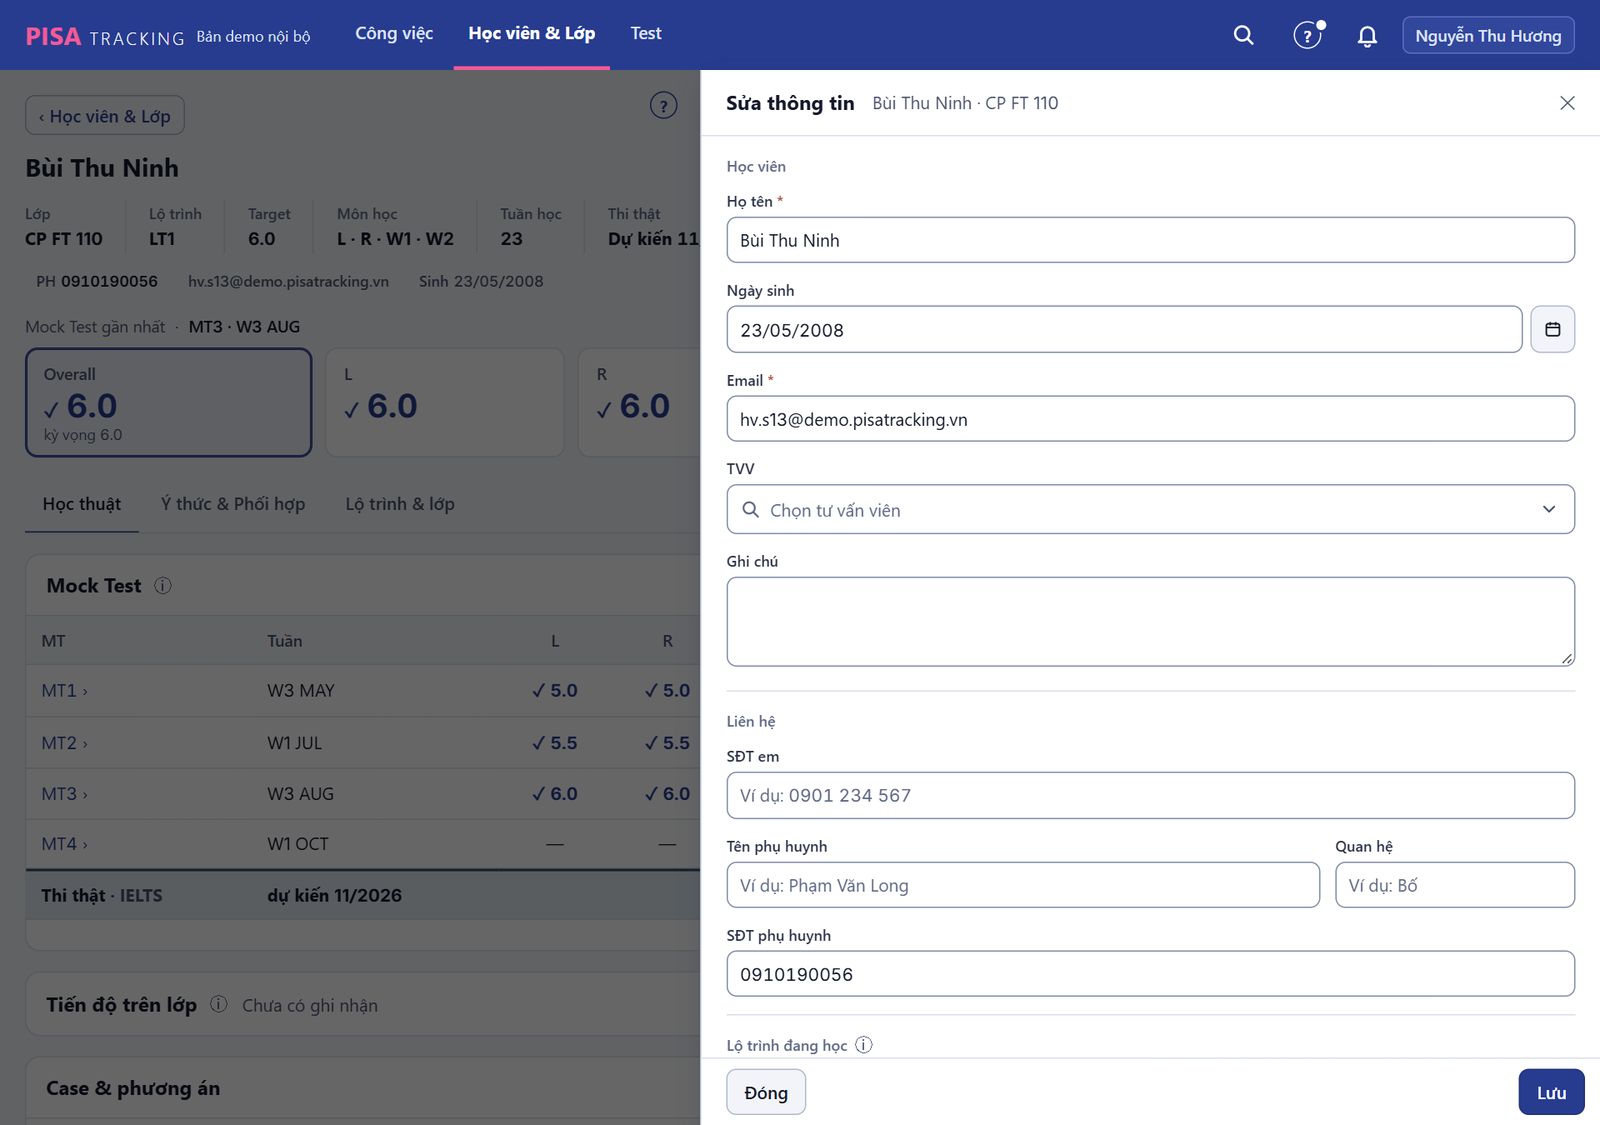 PISA TRACKING Bản demo nội bộ Công việc Học viên & Lớp Test ? Nguyễn Thu Hương
‹ Học viên & Lớp ?
Bùi Thu Ninh
Lớp Lộ trình Target Môn học Tuần học Thi thật
CP FT 110 LT1 6.0 L · R · W1 · W2 23 Dự kiến 11
PH 0910190056 hv.s13@demo.pisatracking.vn Sinh 23/05/2008
Mock Test gần nhất · MT3 · W3 AUG
Overall L R
✓ 6.0 ✓ 6.0 ✓ 6.0
kỳ vọng 6.0
Học thuật Ý thức & Phối hợp Lộ trình & lớp
Mock Test ⓘ
MT Tuần L R
MT1 › W3 MAY ✓ 5.0 ✓ 5.0
MT2 › W1 JUL ✓ 5.5 ✓ 5.5
MT3 › W3 AUG ✓ 6.0 ✓ 6.0
MT4 › W1 OCT — —
Thi thật · IELTS dự kiến 11/2026
Tiến độ trên lớp ⓘ Chưa có ghi nhận
Case & phương án
Sửa thông tin Bùi Thu Ninh · CP FT 110
Học viên
Họ tên *
Bùi Thu Ninh
Ngày sinh
23/05/2008
Email *
hv.s13@demo.pisatracking.vn
TVV
Chọn tư vấn viên
Ghi chú
Liên hệ
SĐT em
Ví dụ: 0901 234 567
Tên phụ huynh Quan hệ
Ví dụ: Phạm Văn Long Ví dụ: Bố
SĐT phụ huynh
0910190056
Lộ trình đang học ⓘ
Đóng Lưu